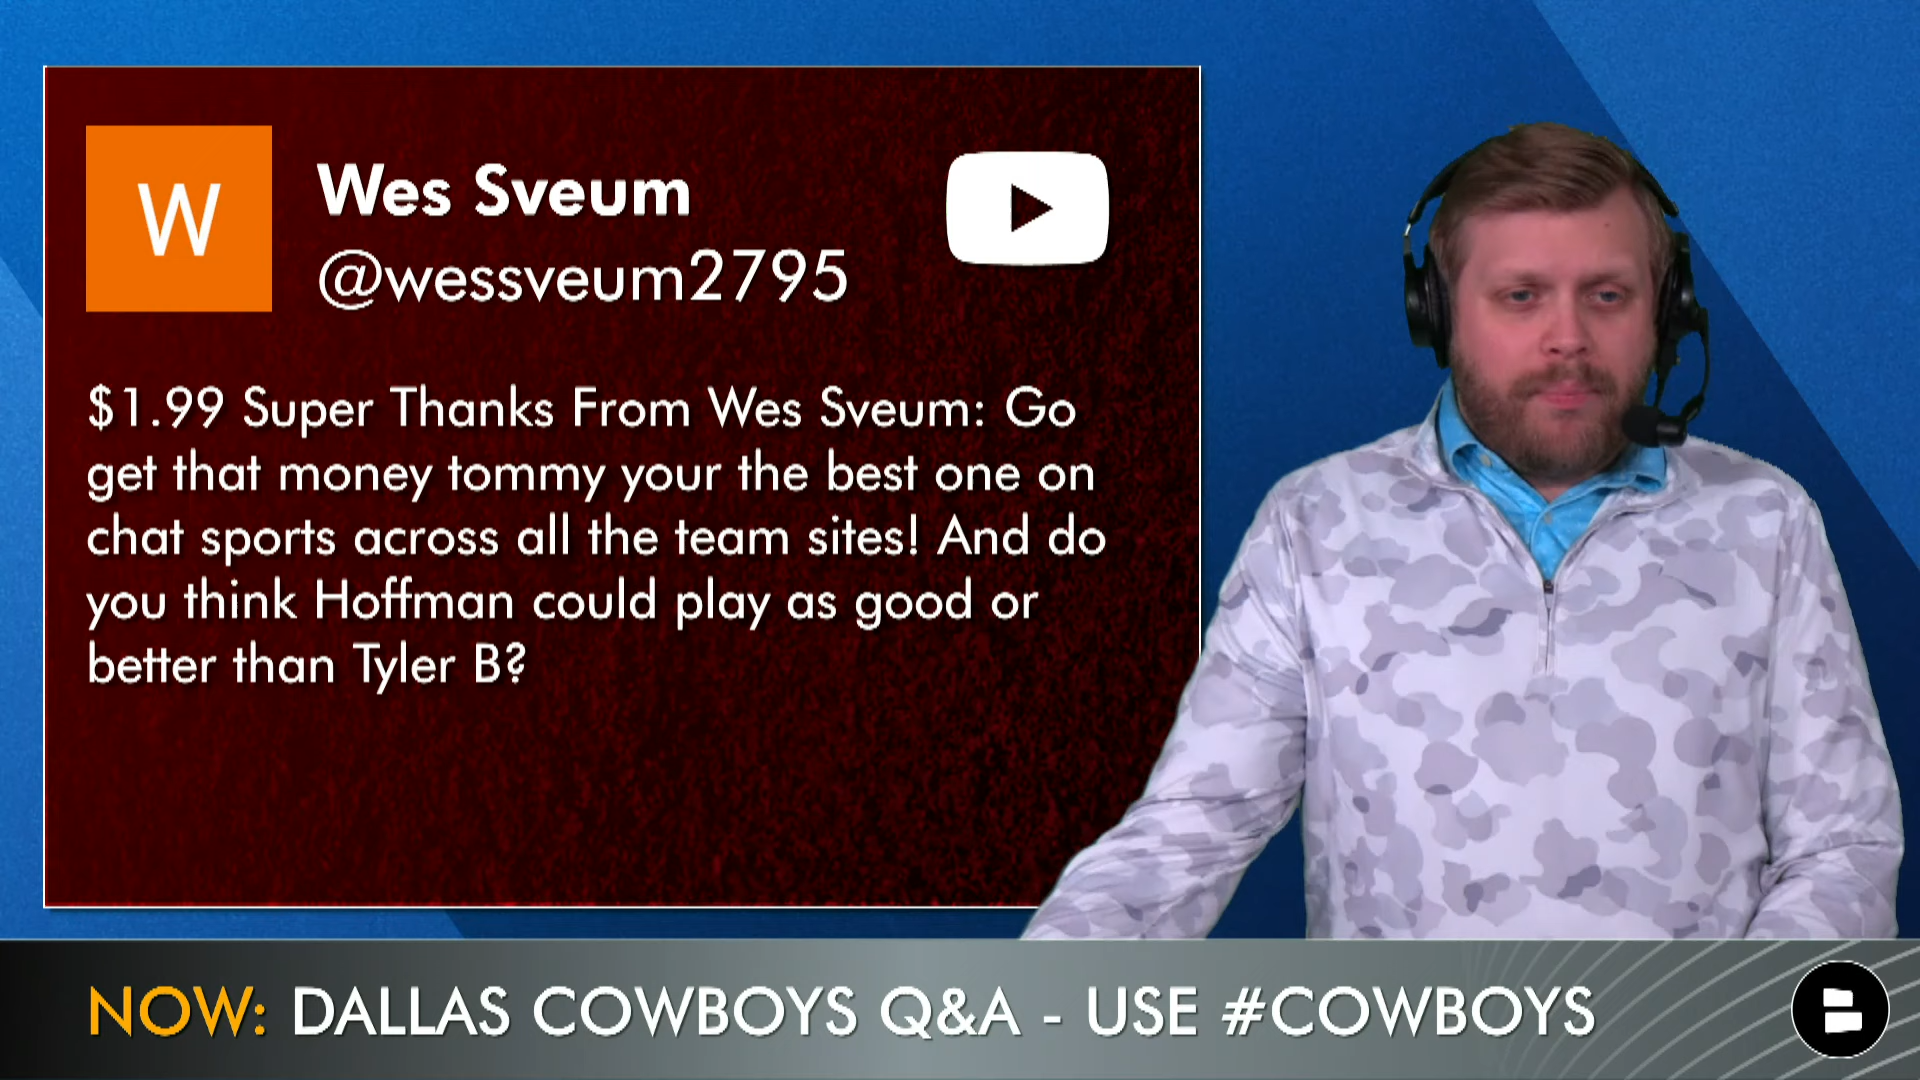 W
Wes Sveum
@wessveum2795
$1.99 Super Thanks From Wes Sveum: Go
get that money tommy your the best one on
chat sports across all the team sites! And do
you think Hoffman could play as good or
better than Tyler B?
NOW: DALLAS COWBOYS Q&A - USE #COWBOYS